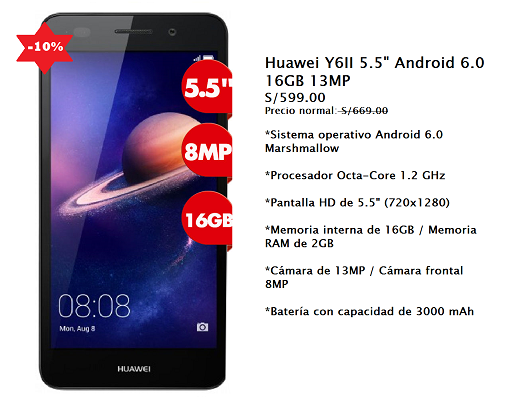 -10%
5.5"
8MP
16GB
08:08
Mon, Aug 8
HUAWEI
Huawei Y6II 5.5" Android 6.0
16GB 13MP
S/599.00
Precio normal: S/669.00
*Sistema operativo Android 6.0
Marshmallow
*Procesador Octa-Core 1.2 GHz
*Pantalla HD de 5.5" (720x1280)
*Memoria interna de 16GB / Memoria
RAM de 2GB
*Cámara de 13MP / Cámara frontal
8MP
*Batería con capacidad de 3000 mAh